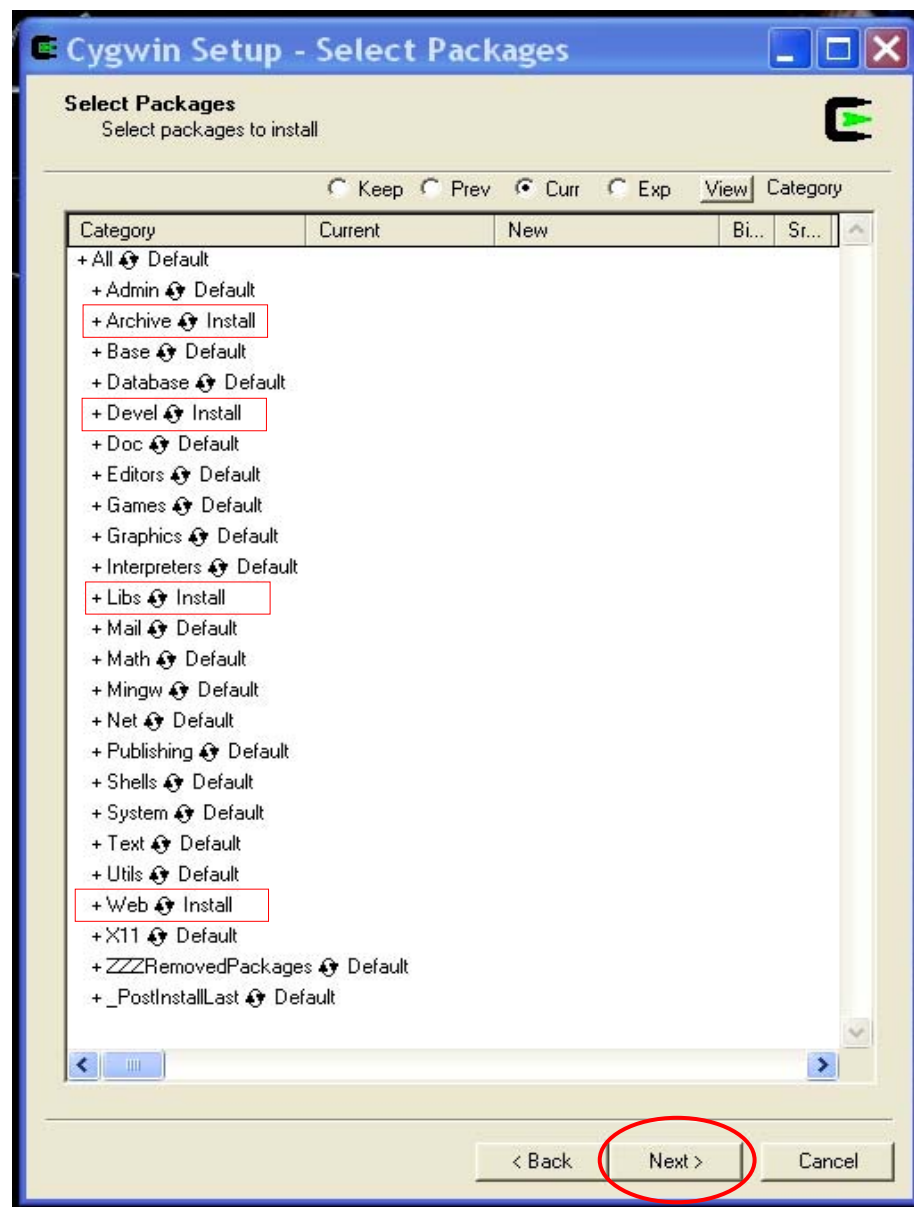 Cygwin Setup - Select Packages
Select Packages
Select packages to install
Keep Prev Curr Exp View Category
Category Current New Bi... Sr...
+ All Default
+ Admin Default
+ Archive Install
+ Base Default
+ Database Default
+ Devel Install
+ Doc Default
+ Editors Default
+ Games Default
+ Graphics Default
+ Interpreters Default
+ Libs Install
+ Mail Default
+ Math Default
+ Mingw Default
+ Net Default
+ Publishing Default
+ Shells Default
+ System Default
+ Text Default
+ Utils Default
+ Web Install
+ X11 Default
+ ZZZRemovedPackages Default
+ _PostInstallLast Default
< Back Next > Cancel